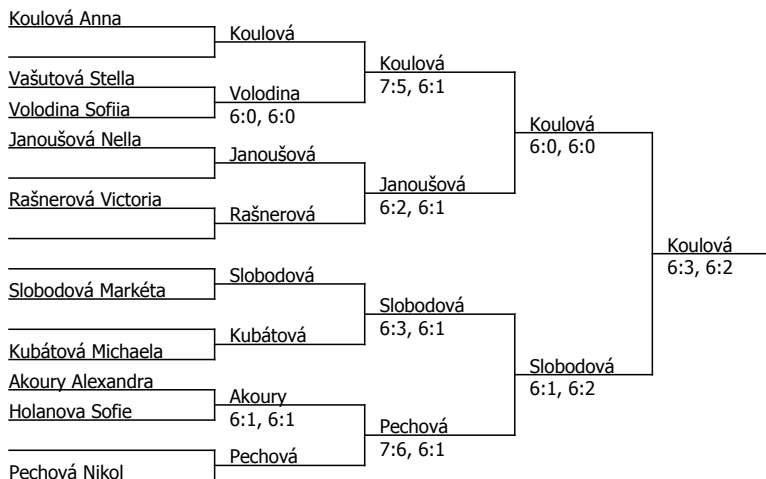 Koulová Anna
Vašutová Stella
Volodina Sofiia
Janoušová Nella
Rašnerová Victoria
Slobodová Markéta
Kubátová Michaela
Akoury Alexandra
Holanova Sofie
Pechová Nikol
Koulová
Volodina
6:0, 6:0
Janoušová
Rašnerová
Slobodová
Kubátová
Akoury
6:1, 6:1
Pechová
Koulová
7:5, 6:1
Janoušová
6:2, 6:1
Slobodová
6:3, 6:1
Pechová
7:6, 6:1
Koulová
6:0, 6:0
Slobodová
6:1, 6:2
Koulová
6:3, 6:2